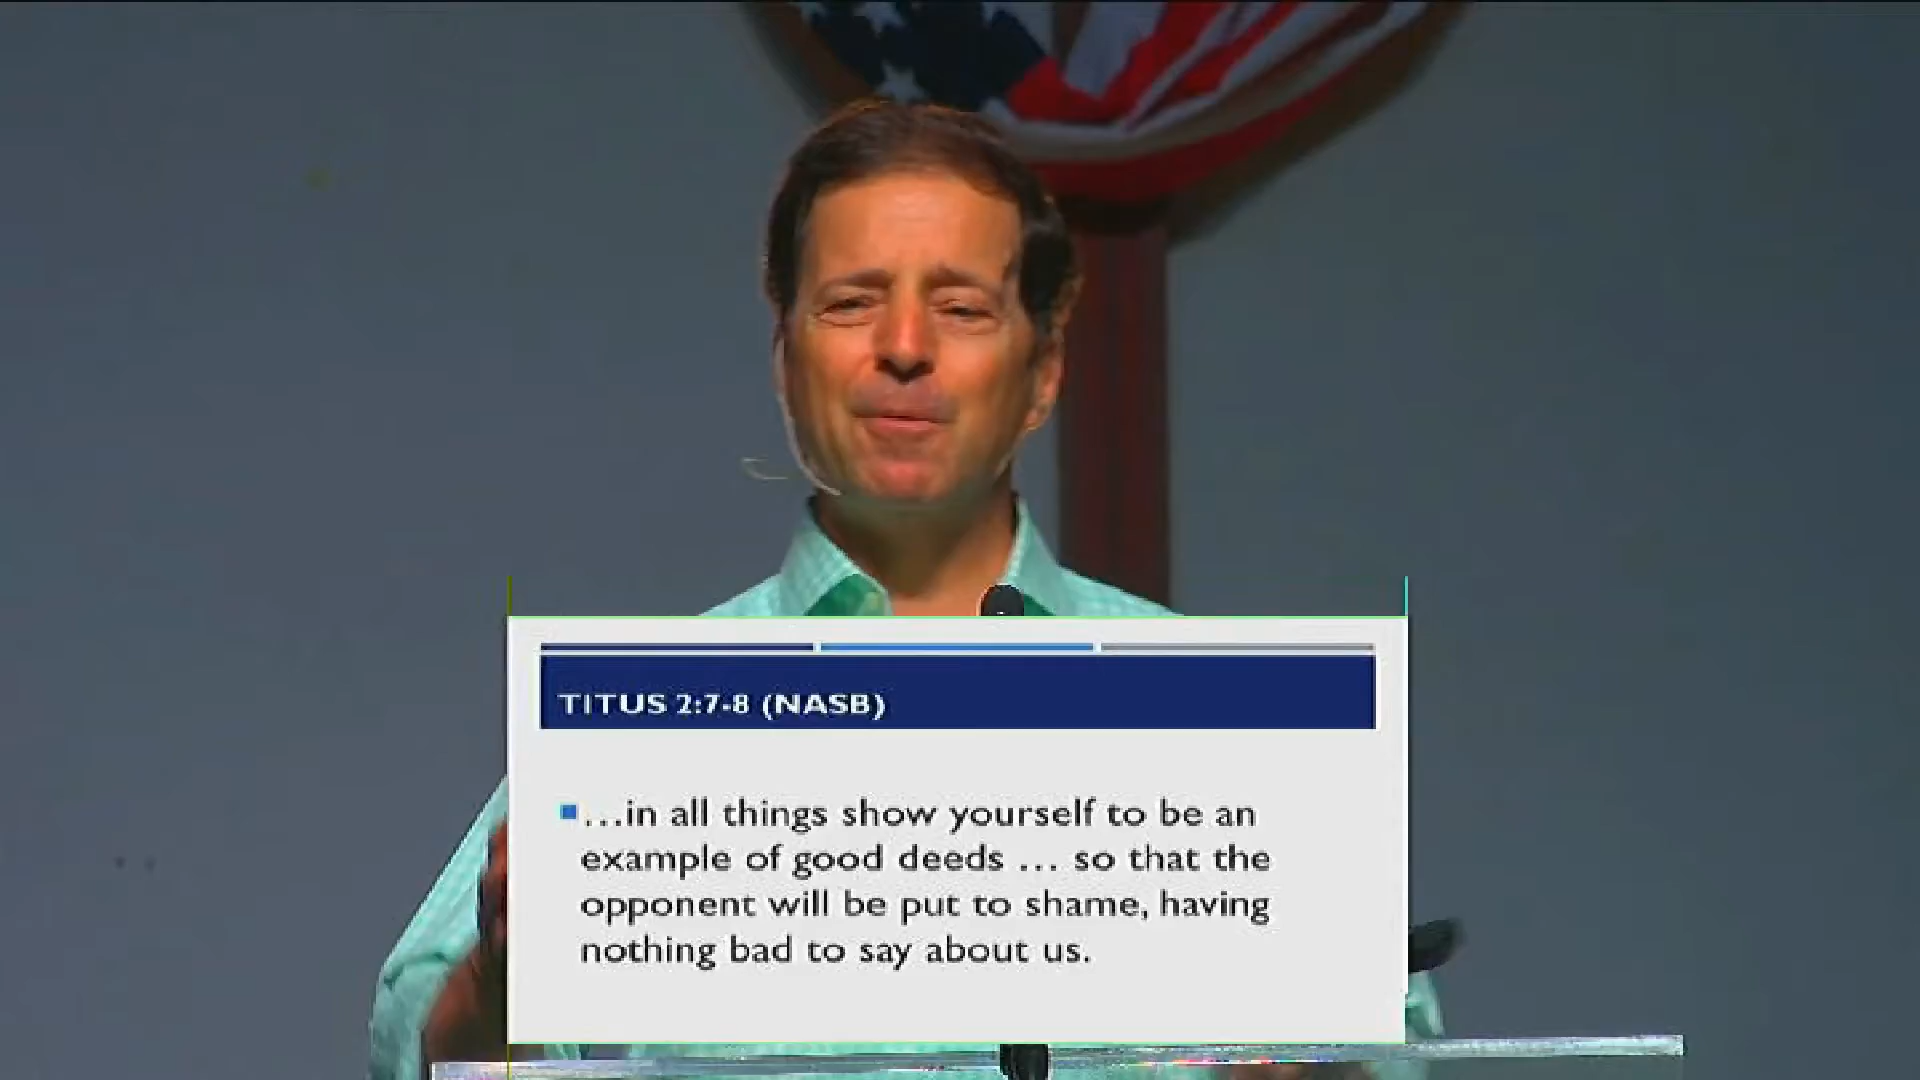 TITUS 2:7-8 (NASB)
...in all things show yourself to be an
example of good deeds ... so that the
opponent will be put to shame, having
nothing bad to say about us.